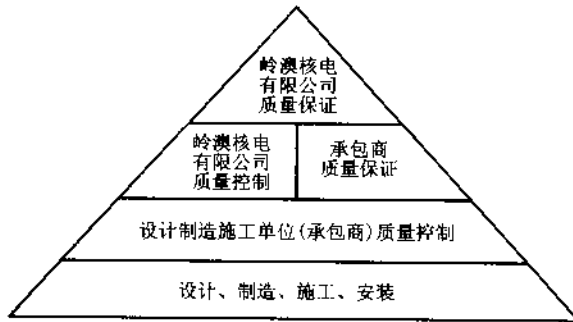 岭澳核电
有限公司
质量保证
岭澳核电
有限公司
质量控制
承包商
质量保证
设计制造施工单位(承包商)质量控制
设计、制造、施工、安装